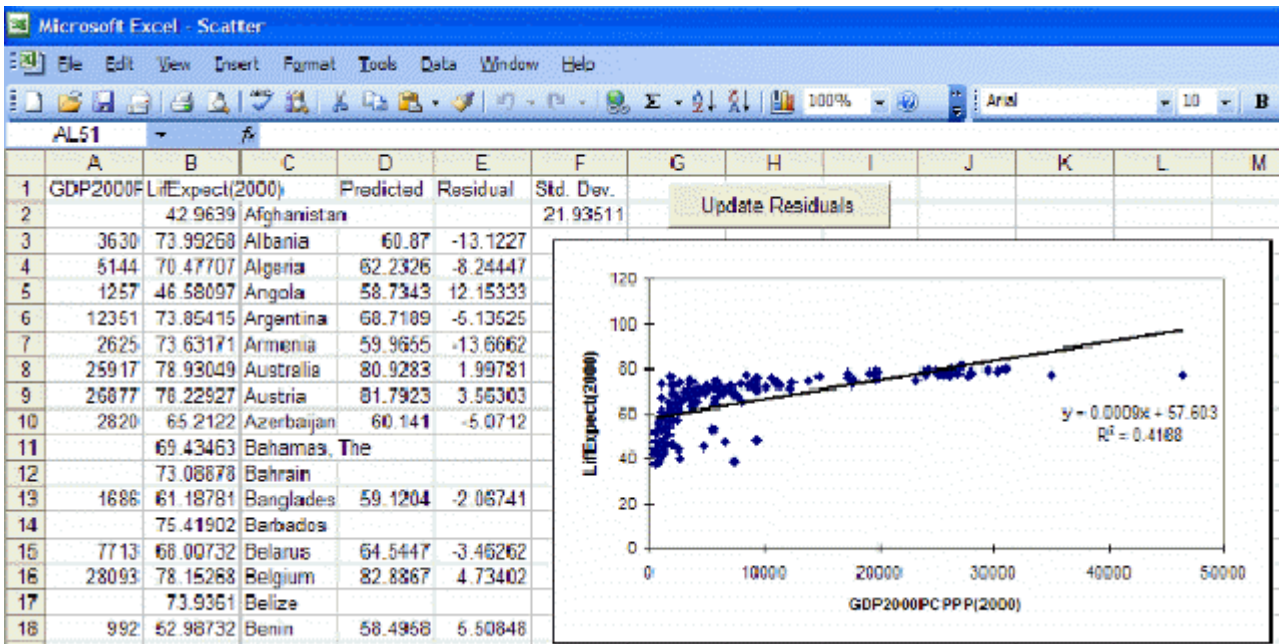 Microsoft Excel - Scatter
File Edit View Insert Format Tools Data Window Help
100% Arial 10 B
AL51 fx
A B C D E F G H I J K L M
1 GDP2000P LifExpect(2000) Predicted Residual Std. Dev.
2 42.9639 Afghanistan 21.93511
Update Residuals
3 3630 73.99268 Albania 60.87 -13.1227
4 5144 70.47707 Algeria 62.2326 -8.24447
5 1257 46.58097 Angola 58.7343 12.15333
6 12351 73.85415 Argentina 68.7189 -5.13525
7 2625 73.63171 Armenia 59.9655 -13.6662
8 25917 78.93049 Australia 80.9283 1.99781
9 26877 78.22927 Austria 81.7923 3.56303
10 2820 65.2122 Azerbaijan 60.141 -5.0712
11 69.43463 Bahamas, The
12 73.08878 Bahrain
13 1686 61.18781 Banglades 59.1204 -2.06741
14 75.41902 Barbados
15 7713 68.00732 Belarus 64.5447 -3.46262
16 28093 78.15268 Belgium 82.8867 4.73402
17 73.9361 Belize
18 992 52.98732 Benin 58.4958 5.50848
120
100
80
60
40
20
0
LifExpect(2000)
y = 0.0009x + 57.603
R² = 0.4188
0 10000 20000 30000 40000 50000
GDP2000PCPPP(2000)